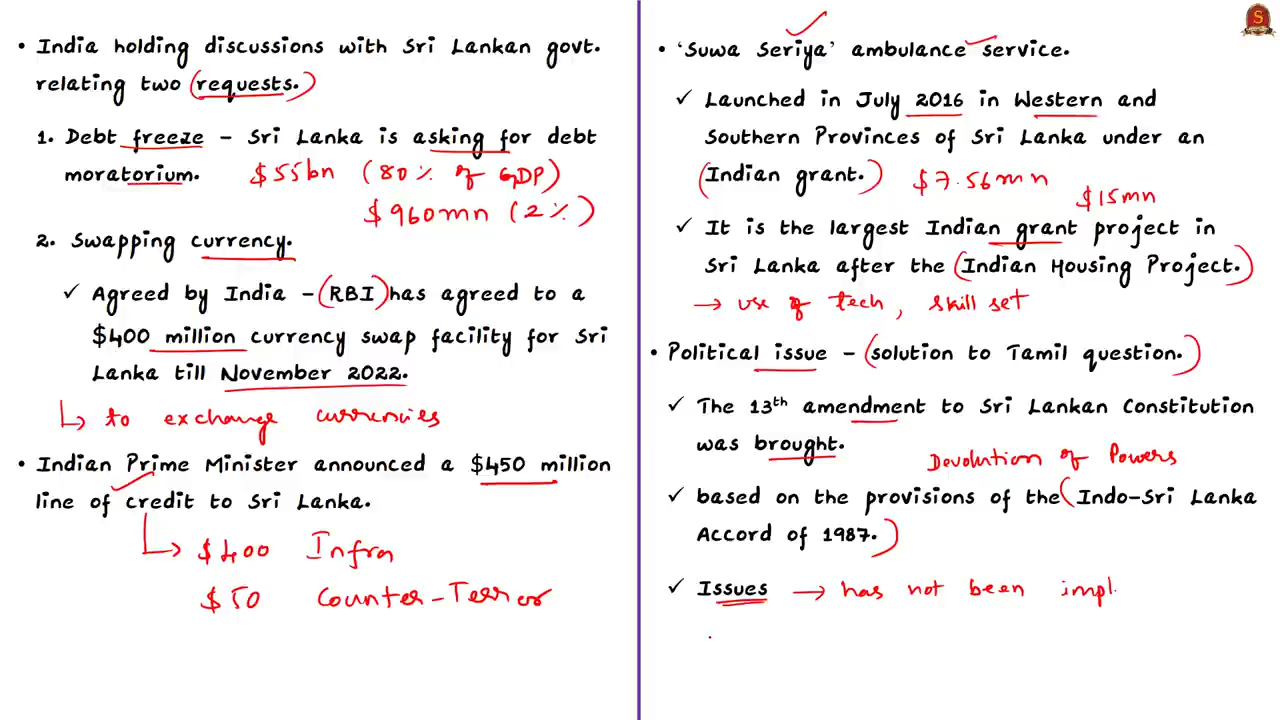 • India holding discussions with Sri Lankan govt.
relating two (requests.)
1. Debt freeze - Sri Lanka is asking for debt
moratorium. $55bn (80% of GDP)
$960mn (2%)
2. Swapping currency.
✓ Agreed by India - (RBI) has agreed to a
$400 million currency swap facility for Sri
Lanka till November 2022.
↳ to exchange currencies
• Indian Prime Minister announced a $450 million
line of credit to Sri Lanka.
↳ $400 Infra
$50 Counter-Terror
• 'Suwa Seriya' ambulance service.
✓ Launched in July 2016 in Western and
Southern Provinces of Sri Lanka under an
(Indian grant.) $7.56mn
$15mn
✓ It is the largest Indian grant project in
Sri Lanka after the (Indian Housing Project.)
→ use of tech, skill set
• Political issue - (solution to Tamil question.)
✓ The 13th amendment to Sri Lankan Constitution
was brought.
Devolution of Powers
✓ based on the provisions of the (Indo-Sri Lanka
Accord of 1987.)
✓ Issues → has not been impl.
S